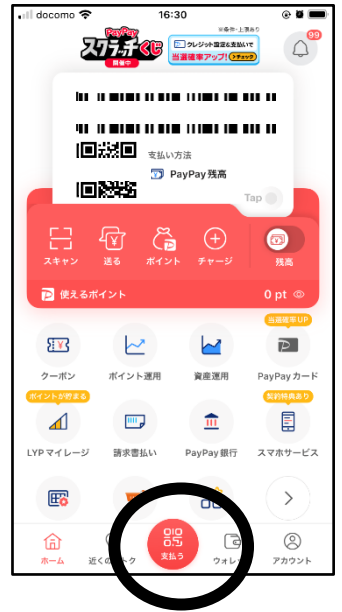 docomo 16:30
※条件・上限あり
PayPay
スクラッチくじ
開催中
クレジット設定&支払いで
当選確率アップ! チェック
99
支払い方法
PayPay残高
Tap
スキャン 送る ポイント チャージ 残高
使えるポイント 0 pt
当選確率UP
クーポン ポイント運用 資産運用 PayPayカード
ポイントが貯まる 契約特典あり
LYPマイレージ 請求書払い PayPay銀行 スマホサービス
ホーム 近くの 支払う ウォレ アカウント